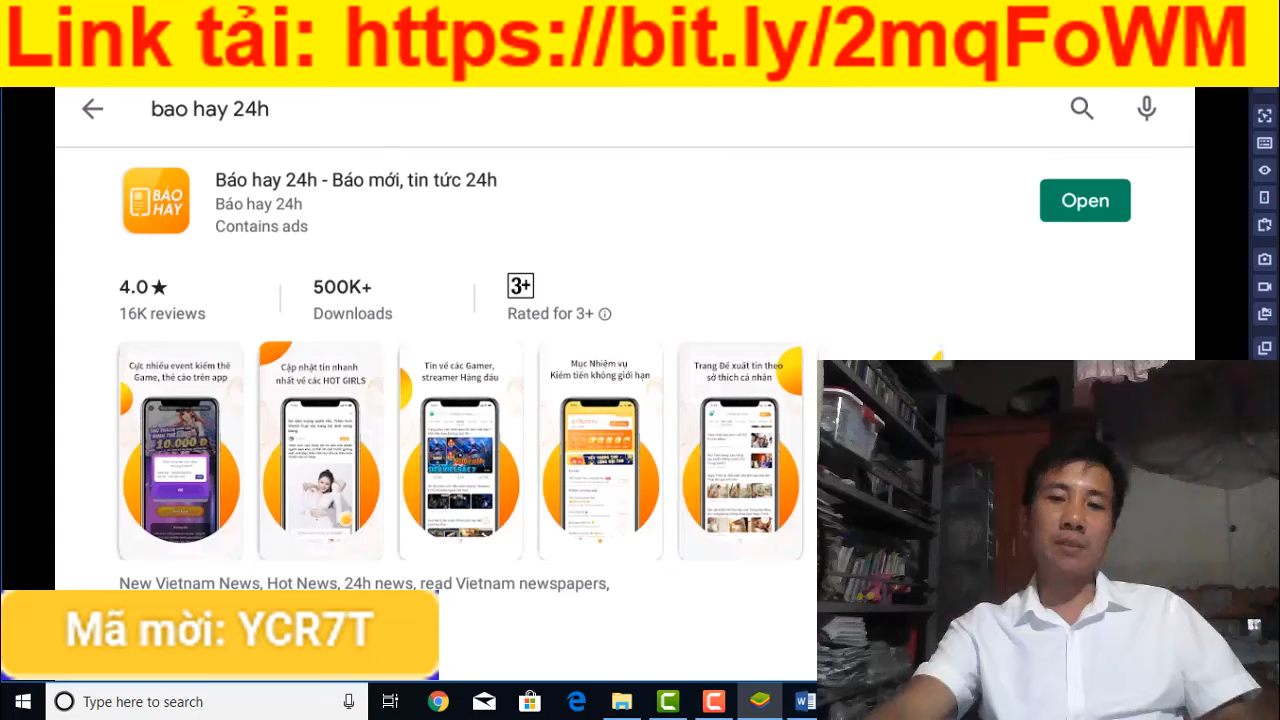 Link tải: https://bit.ly/2mqFoWM
bao hay 24h
BÁO
HAY
Báo hay 24h - Báo mới, tin tức 24h
Báo hay 24h
Contains ads
Open
4.0★
16K reviews
500K+
Downloads
3+
Rated for 3+
Cực nhiều event kiếm thẻ
Game, thẻ cào trên app
Cập nhật tin nhanh
nhất về các HOT GIRLS
Tin về các Gamer,
streamer Hàng đầu
Mục Nhiệm vụ
Kiếm tiền không giới hạn
Trang Đề xuất tin theo
sở thích cá nhân
10.000 Đ
New Vietnam News, Hot News, 24h news, read Vietnam newspapers,
Mã mời: YCR7T
Type here to search